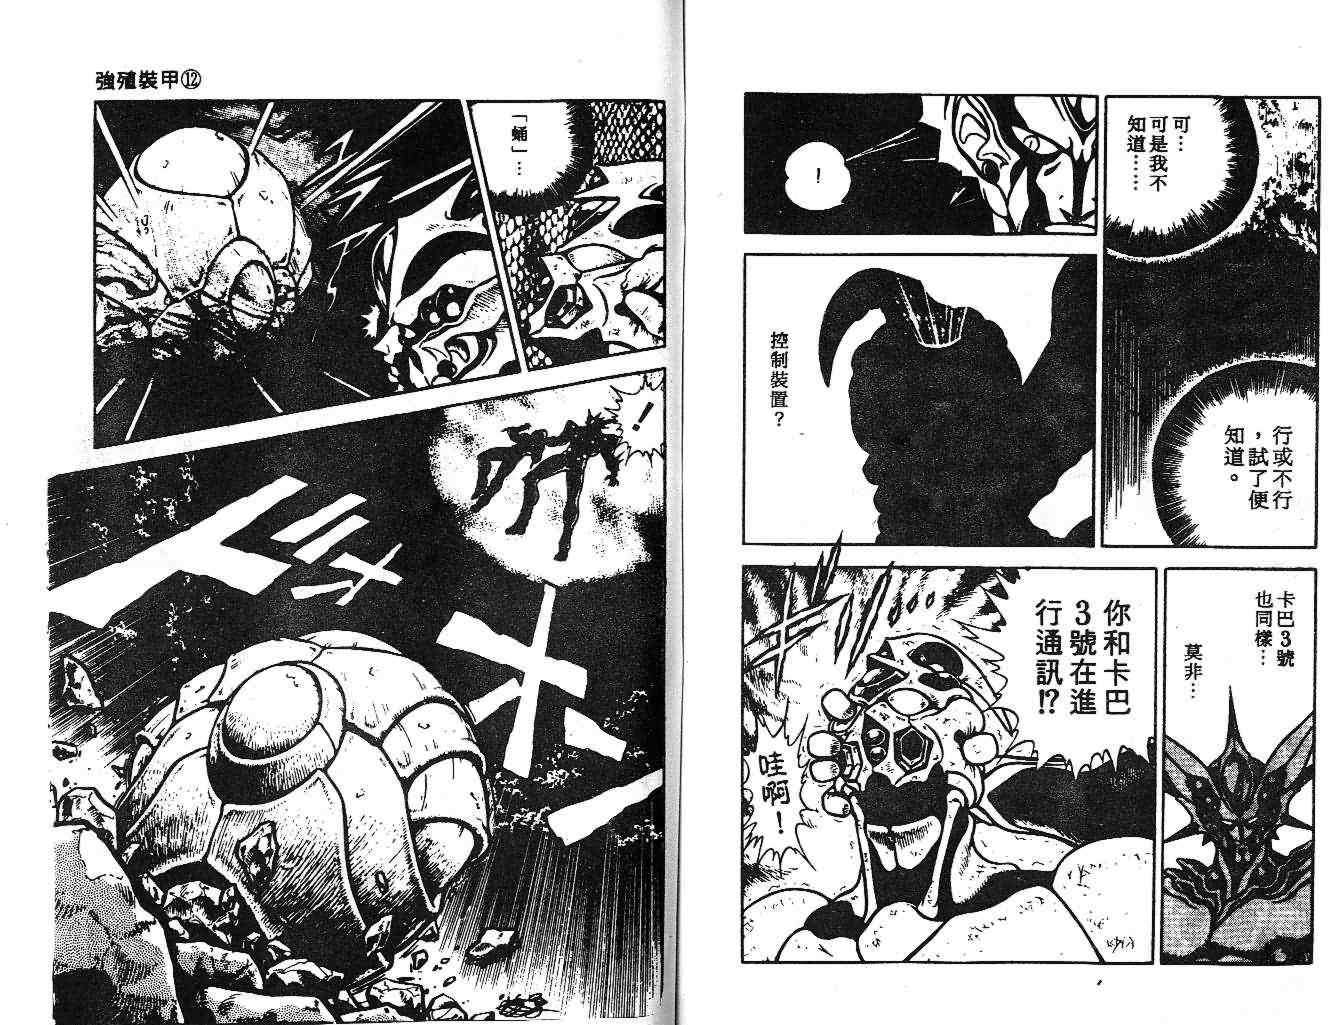 可…
可是我不
知道……
行或不行
，試了便
知道。
！
控制裝置？
卡巴3號
也同樣…
莫非…
你和卡巴
3號在進
行通訊!?
哇啊！
強殖裝甲⑫
「蛹」…
！